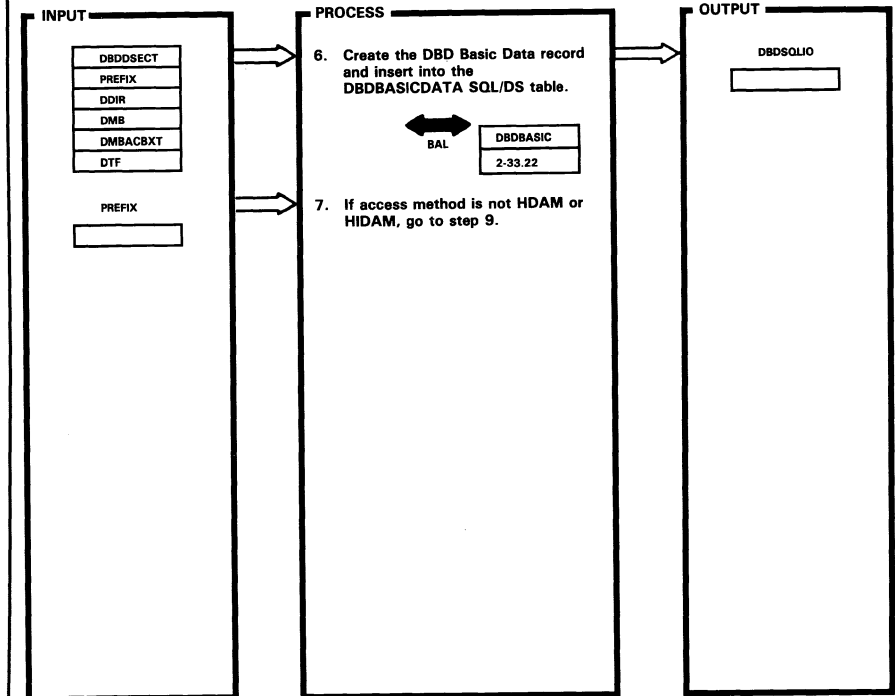 INPUT
DBDDSECT
PREFIX
DDIR
DMB
DMBACBXT
DTF
PREFIX
PROCESS
6. Create the DBD Basic Data record
and insert into the
DBDBASICDATA SQL/DS table.
BAL
DBDBASIC
2-33.22
7. If access method is not HDAM or
HIDAM, go to step 9.
OUTPUT
DBDSQLIO